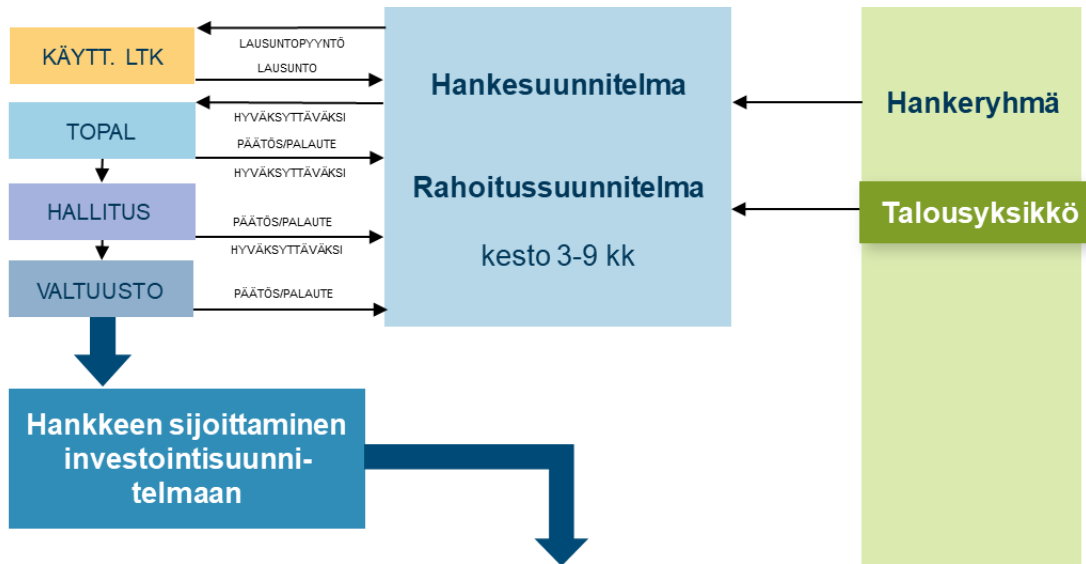 KÄYTT. LTK
TOPAL
HALLITUS
VALTUUSTO
LAUSUNTOPYYNTÖ
LAUSUNTO
HYVÄKSYTTÄVÄKSI
PÄÄTÖS/PALAUTE
HYVÄKSYTTÄVÄKSI
PÄÄTÖS/PALAUTE
HYVÄKSYTTÄVÄKSI
PÄÄTÖS/PALAUTE
Hankesuunnitelma
Rahoitussuunnitelma
kesto 3-9 kk
Hankeryhmä
Talousyksikkö
Hankkeen sijoittaminen
investointisuunni-
telmaan